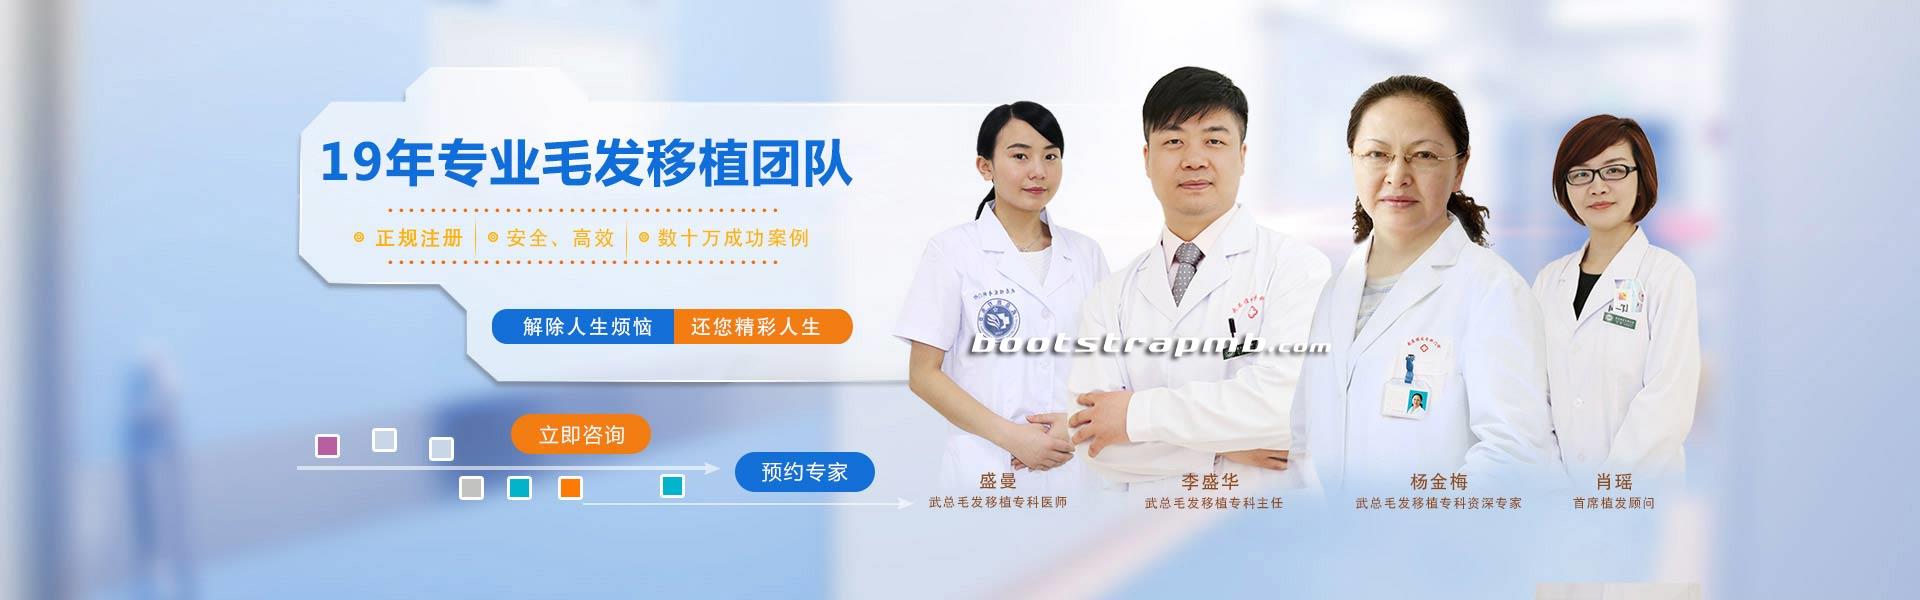 19年专业毛发移植团队
正规注册 安全、高效 数十万成功案例
解除人生烦恼 还您精彩人生
立即咨询
预约专家
bootstrapmb.com
盛曼
武总毛发移植专科医师
李盛华
武总毛发移植专科主任
杨金梅
武总毛发移植专科资深专家
肖瑶
首席植发顾问